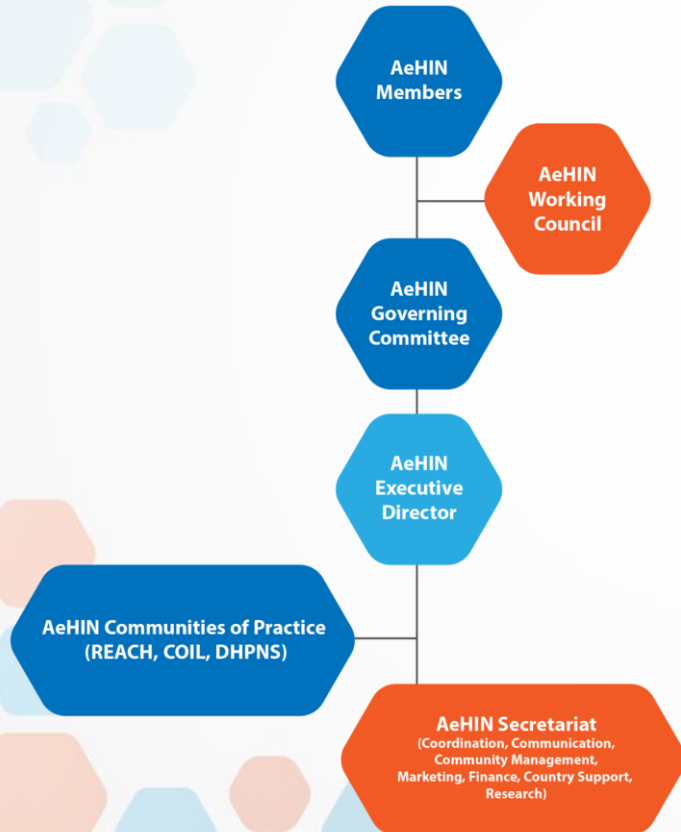 AeHIN
Members
AeHIN
Working
Council
AeHIN
Governing
Committee
AeHIN
Executive
Director
AeHIN Communities of Practice
(REACH, COIL, DHPNS)
AeHIN Secretariat
(Coordination, Communication,
Community Management,
Marketing, Finance, Country Support,
Research)